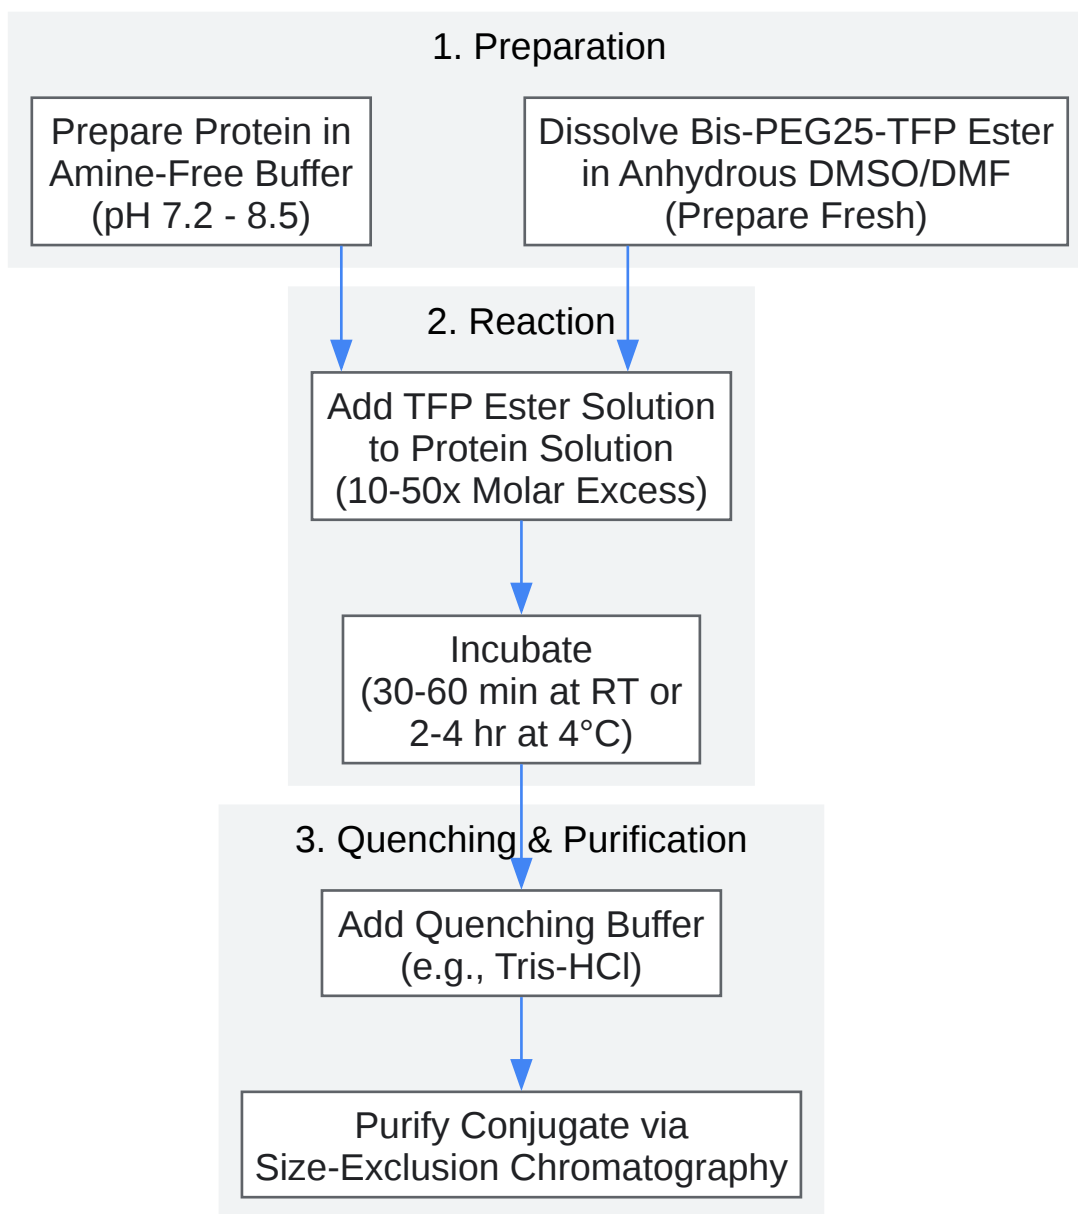 1. Preparation
Prepare Protein in
Amine-Free Buffer
(pH 7.2 - 8.5)
Dissolve Bis-PEG25-TFP Ester
in Anhydrous DMSO/DMF
(Prepare Fresh)
2. Reaction
Add TFP Ester Solution
to Protein Solution
(10-50x Molar Excess)
Incubate
(30-60 min at RT or
2-4 hr at 4°C)
3. Quenching & Purification
Add Quenching Buffer
(e.g., Tris-HCl)
Purify Conjugate via
Size-Exclusion Chromatography